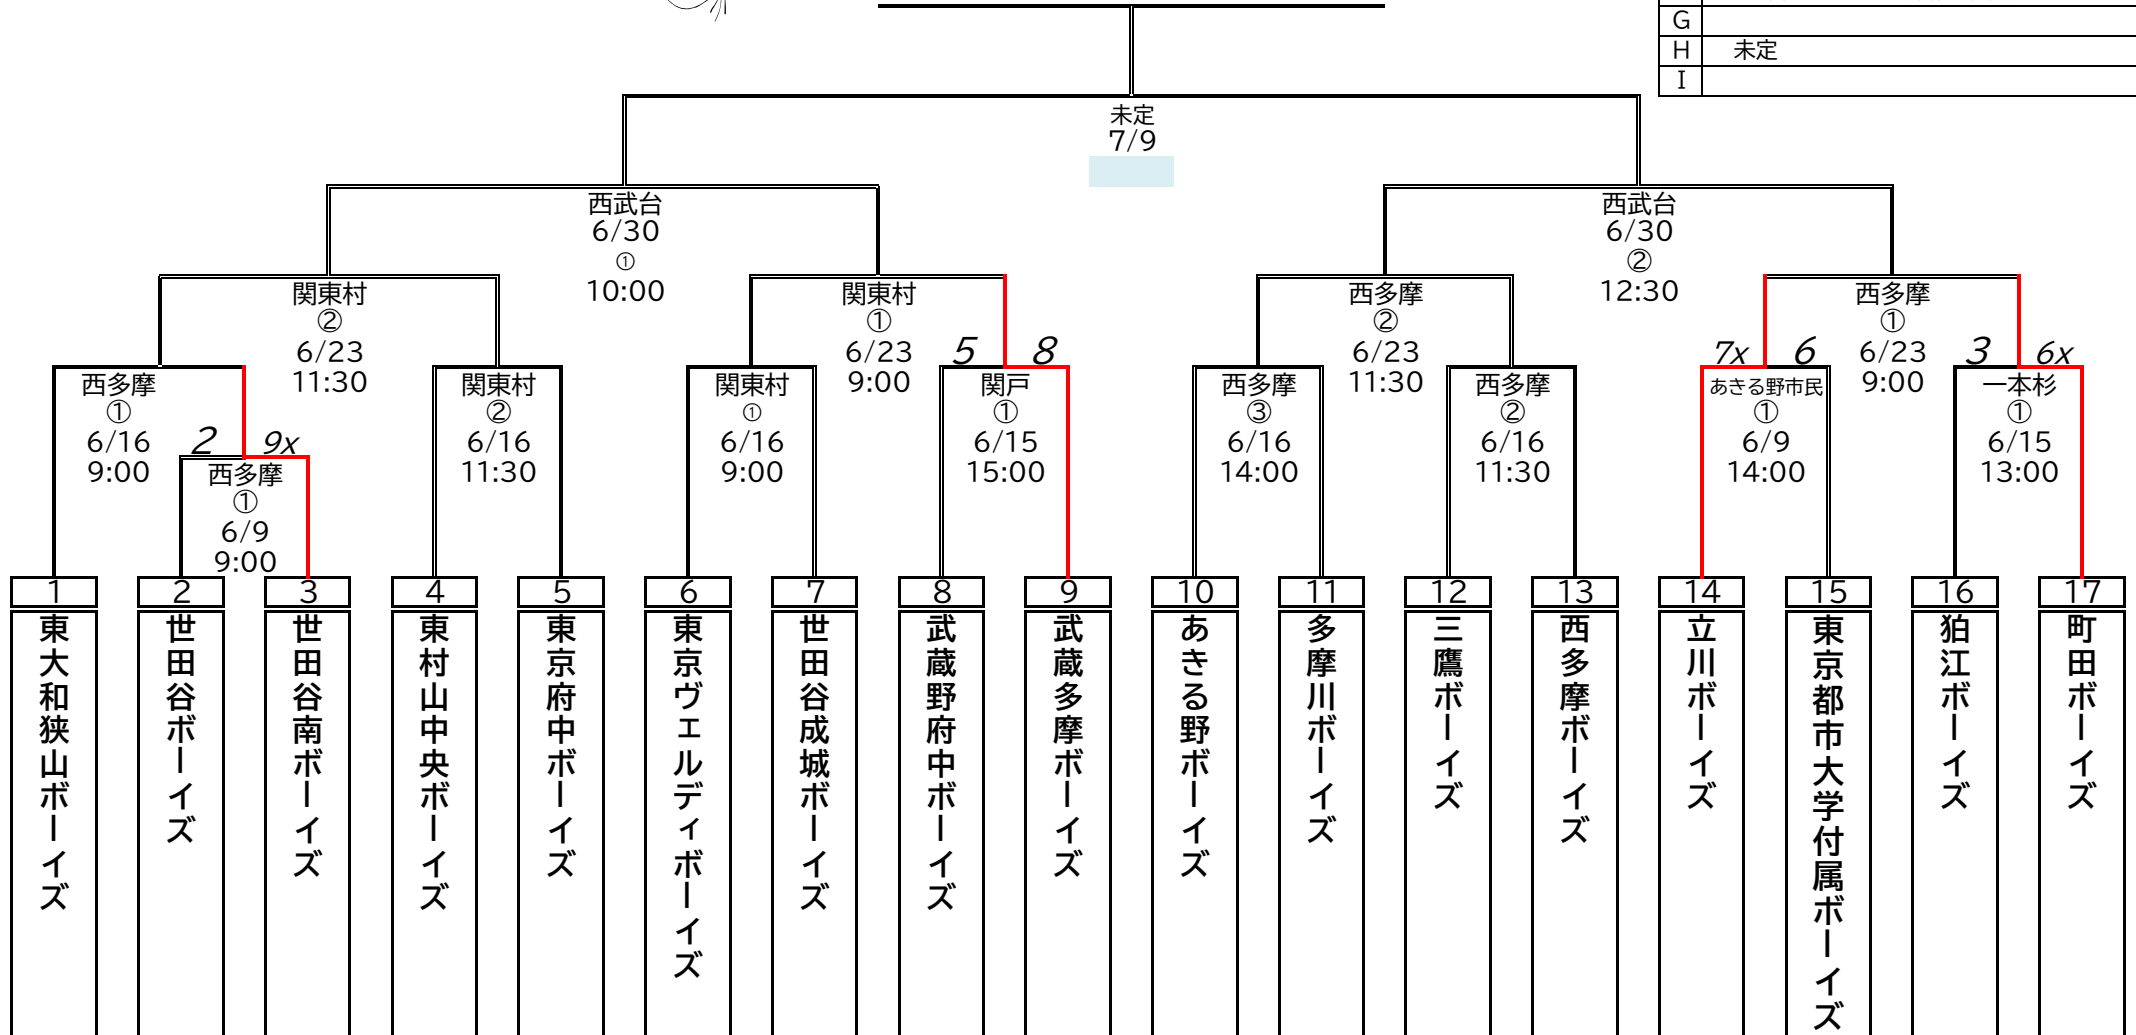 G
H 未定
I
未定
7/9
西武台
6/30
①
10:00
西武台
6/30
②
12:30
関東村
②
6/23
11:30
関東村
①
6/23
9:00
西多摩
②
6/23
11:30
西多摩
①
6/23
9:00
5 8
7x 6
3 6x
西多摩
①
6/16
9:00
関東村
②
6/16
11:30
関東村
①
6/16
9:00
関戸
①
6/15
15:00
西多摩
③
6/16
14:00
西多摩
②
6/16
11:30
あきる野市民
①
6/9
14:00
一本杉
①
6/15
13:00
2 9x
西多摩
①
6/9
9:00
1 2 3 4 5 6 7 8 9 10 11 12 13 14 15 16 17
東大和狭山ボーイズ
世田谷ボーイズ
世田谷南ボーイズ
東村山中央ボーイズ
東京府中ボーイズ
東京ヴェルディボーイズ
世田谷成城ボーイズ
武蔵野府中ボーイズ
武蔵多摩ボーイズ
あきる野ボーイズ
多摩川ボーイズ
三鷹ボーイズ
西多摩ボーイズ
立川ボーイズ
東京都市大学付属ボーイズ
狛江ボーイズ
町田ボーイズ